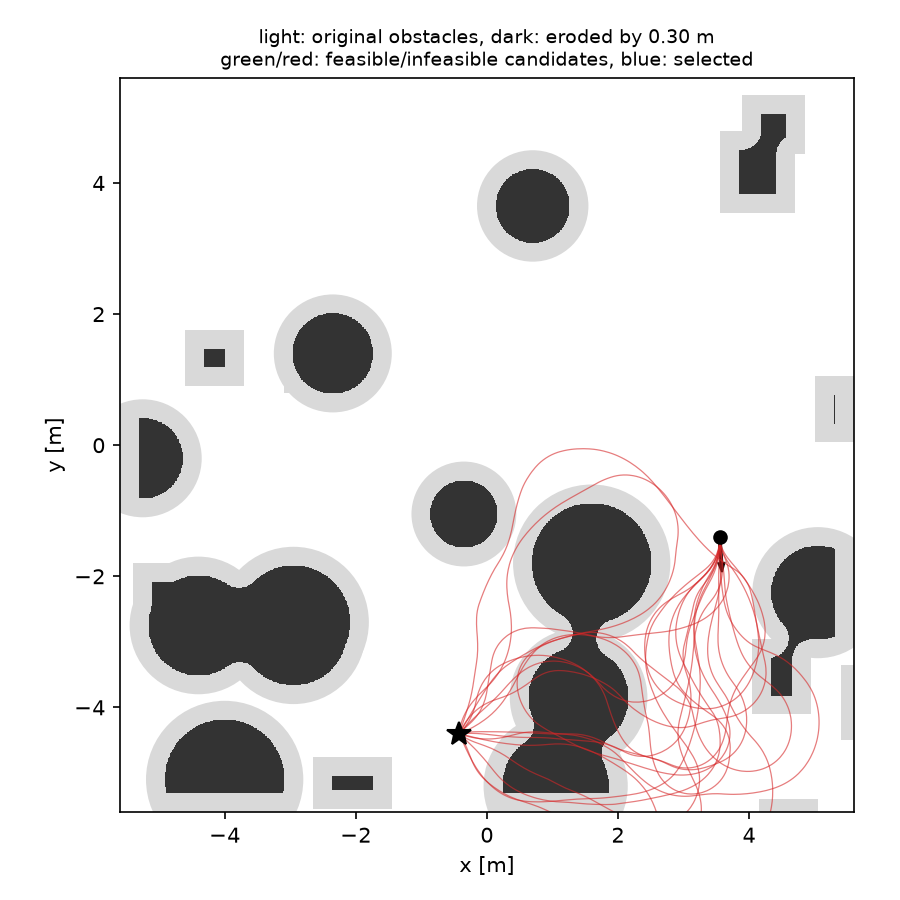 light: original obstacles, dark: eroded by 0.30 m
green/red: feasible/infeasible candidates, blue: selected
4
2
0
−2
−4
y [m]
−4
−2
0
2
4
x [m]